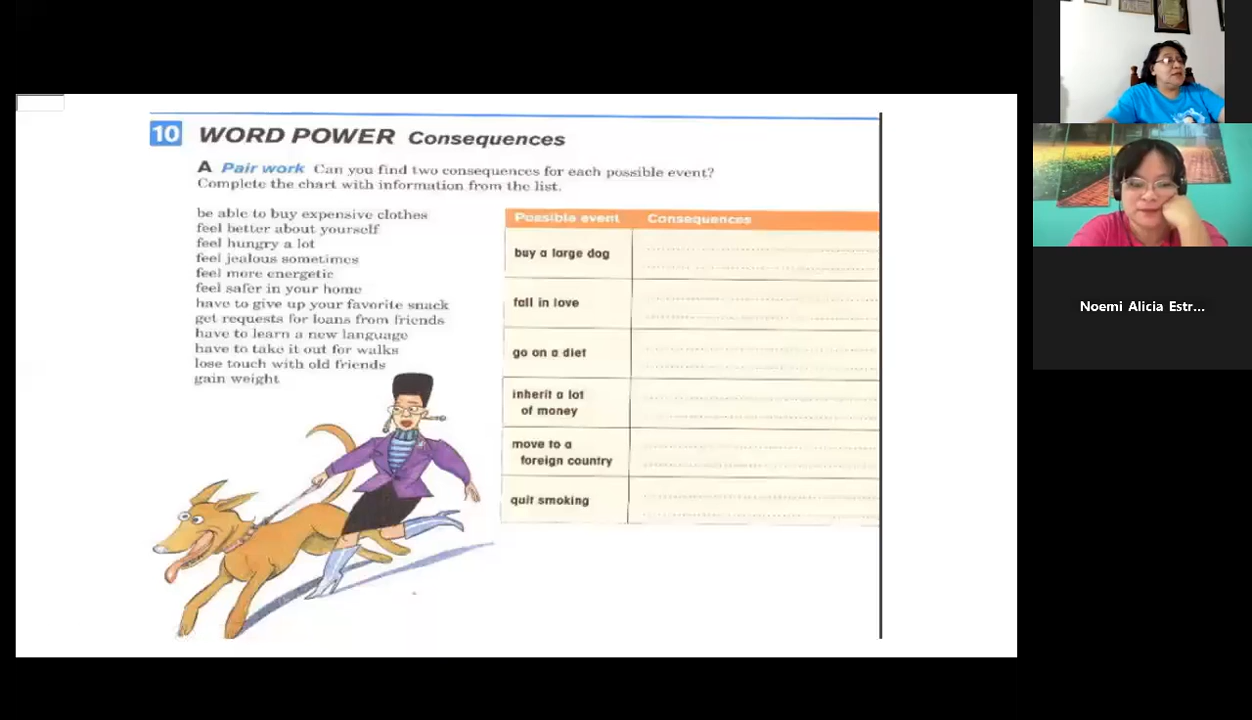 10 WORD POWER Consequences
A Pair work Can you find two consequences for each possible event?
Complete the chart with information from the list.
be able to buy expensive clothes
feel better about yourself
feel hungry a lot
feel jealous sometimes
feel more energetic
feel safer in your home
have to give up your favorite snack
get requests for loans from friends
have to learn a new language
have to take it out for walks
lose touch with old friends
gain weight
Possible event Consequences
buy a large dog
fall in love
go on a diet
inherit a lot
of money
move to a
foreign country
quit smoking
Noemi Alicia Estr...